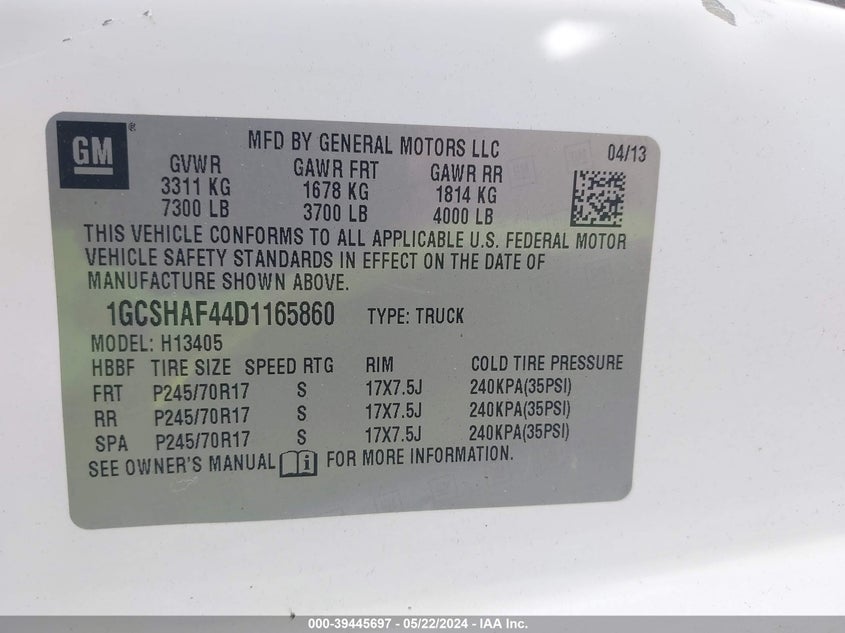 GM ®
MFD BY GENERAL MOTORS LLC
04/13
GVWR GAWR FRT GAWR RR
3311 KG 1678 KG 1814 KG
7300 LB 3700 LB 4000 LB
THIS VEHICLE CONFORMS TO ALL APPLICABLE U.S. FEDERAL MOTOR
VEHICLE SAFETY STANDARDS IN EFFECT ON THE DATE OF
MANUFACTURE SHOWN ABOVE.
1GCSHAF44D1165860 TYPE: TRUCK
MODEL: H13405
HBBF TIRE SIZE SPEED RTG RIM COLD TIRE PRESSURE
FRT P245/70R17 S 17X7.5J 240KPA(35PSI)
RR P245/70R17 S 17X7.5J 240KPA(35PSI)
SPA P245/70R17 S 17X7.5J 240KPA(35PSI)
SEE OWNER'S MANUAL i FOR MORE INFORMATION.
000-39445697 - 05/22/2024 - IAA Inc.